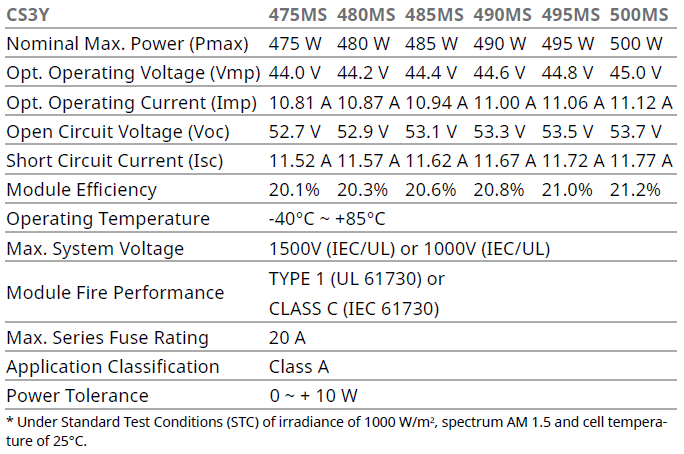 CS3Y 475MS 480MS 485MS 490MS 495MS 500MS
Nominal Max. Power (Pmax) 475 W 480 W 485 W 490 W 495 W 500 W
Opt. Operating Voltage (Vmp) 44.0 V 44.2 V 44.4 V 44.6 V 44.8 V 45.0 V
Opt. Operating Current (Imp) 10.81 A 10.87 A 10.94 A 11.00 A 11.06 A 11.12 A
Open Circuit Voltage (Voc) 52.7 V 52.9 V 53.1 V 53.3 V 53.5 V 53.7 V
Short Circuit Current (Isc) 11.52 A 11.57 A 11.62 A 11.67 A 11.72 A 11.77 A
Module Efficiency 20.1% 20.3% 20.6% 20.8% 21.0% 21.2%
Operating Temperature -40°C ~ +85°C
Max. System Voltage 1500V (IEC/UL) or 1000V (IEC/UL)
Module Fire Performance TYPE 1 (UL 61730) or
CLASS C (IEC 61730)
Max. Series Fuse Rating 20 A
Application Classification Class A
Power Tolerance 0 ~ + 10 W
* Under Standard Test Conditions (STC) of irradiance of 1000 W/m², spectrum AM 1.5 and cell tempera-
ture of 25°C.